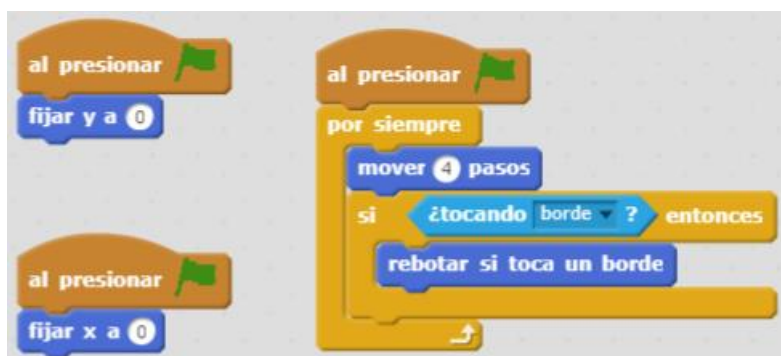 al presionar
fijar y a 0
al presionar
fijar x a 0
al presionar
por siempre
mover 4 pasos
si ¿tocando borde ? entonces
rebotar si toca un borde